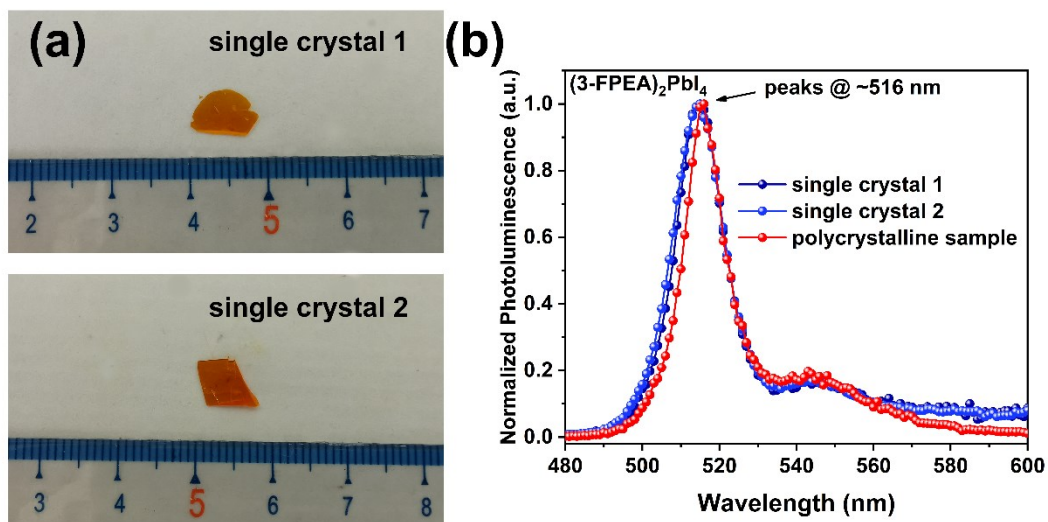 (a)
single crystal 1
2 3 4 5 6 7
single crystal 2
3 4 5 6 7 8
(b)
(3-FPEA)₂PbI₄
peaks @ ~516 nm
single crystal 1
single crystal 2
polycrystalline sample
Normalized Photoluminescence (a.u.)
1.0
0.8
0.6
0.4
0.2
0.0
480 500 520 540 560 580 600
Wavelength (nm)